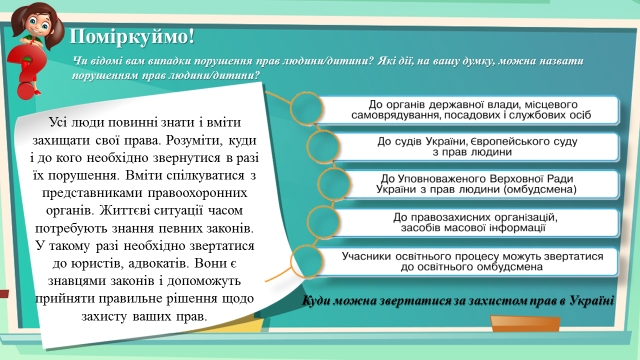 Поміркуймо!
Чи відомі вам випадки порушення прав людини/дитини? Які дії, на вашу думку, можна назвати
порушенням прав людини/дитини?
Усі люди повинні знати і вміти
захищати свої права. Розуміти, куди
і до кого необхідно звернутися в разі
їх порушення. Вміти спілкуватися з
представниками правоохоронних
органів. Життєві ситуації часом
потребують знання певних законів.
У такому разі необхідно звертатися
до юристів, адвокатів. Вони є
знавцями законів і допоможуть
прийняти правильне рішення щодо
захисту ваших прав.
До органів державної влади, місцевого
самоврядування, посадових і службових осіб
До судів України, Європейського суду
з прав людини
До Уповноваженого Верховної Ради
України з прав людини (омбудсмена)
До правозахисних організацій,
засобів масової інформації
Учасники освітнього процесу можуть звертатися
до освітнього омбудсмена
Куди можна звертатися за захистом прав в Україні